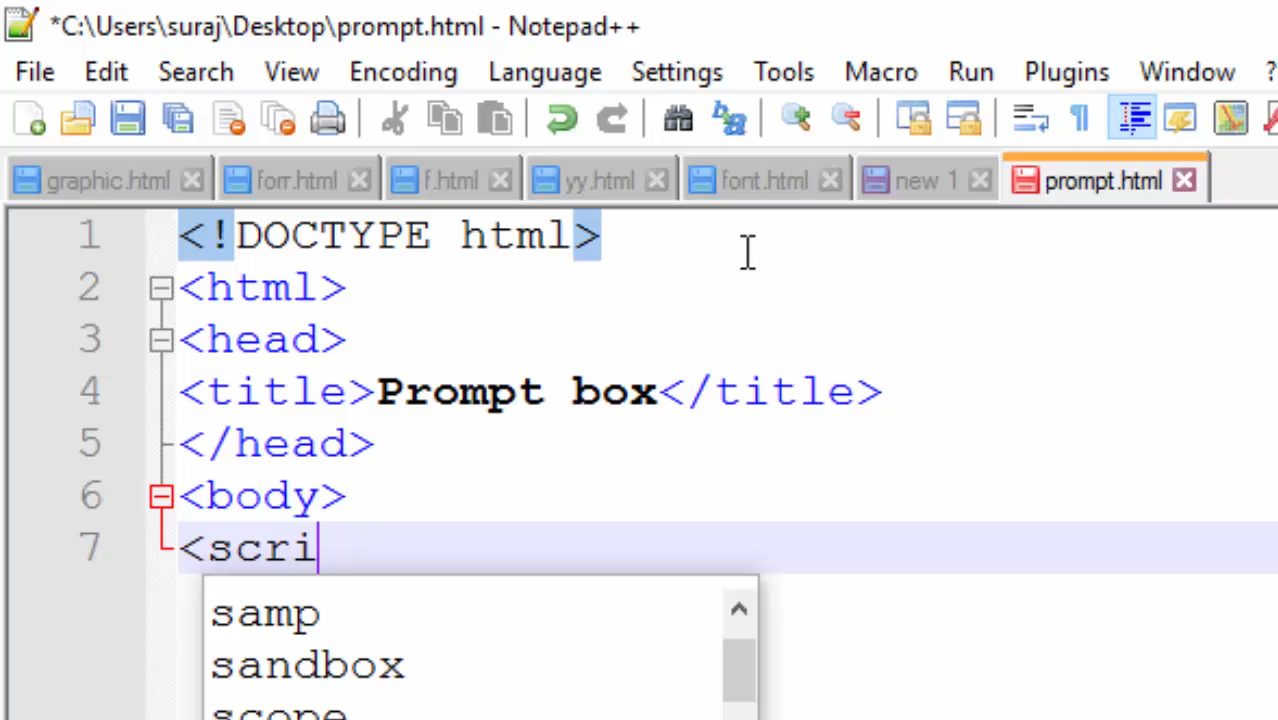 *C:\Users\suraj\Desktop\prompt.html - Notepad++
File Edit Search View Encoding Language Settings Tools Macro Run Plugins Window ?
graphic.html forr.html f.html yy.html font.html new 1 prompt.html
1 <!DOCTYPE html>
2 <html>
3 <head>
4 <title>Prompt box</title>
5 </head>
6 <body>
7 <scri
samp
sandbox
scope